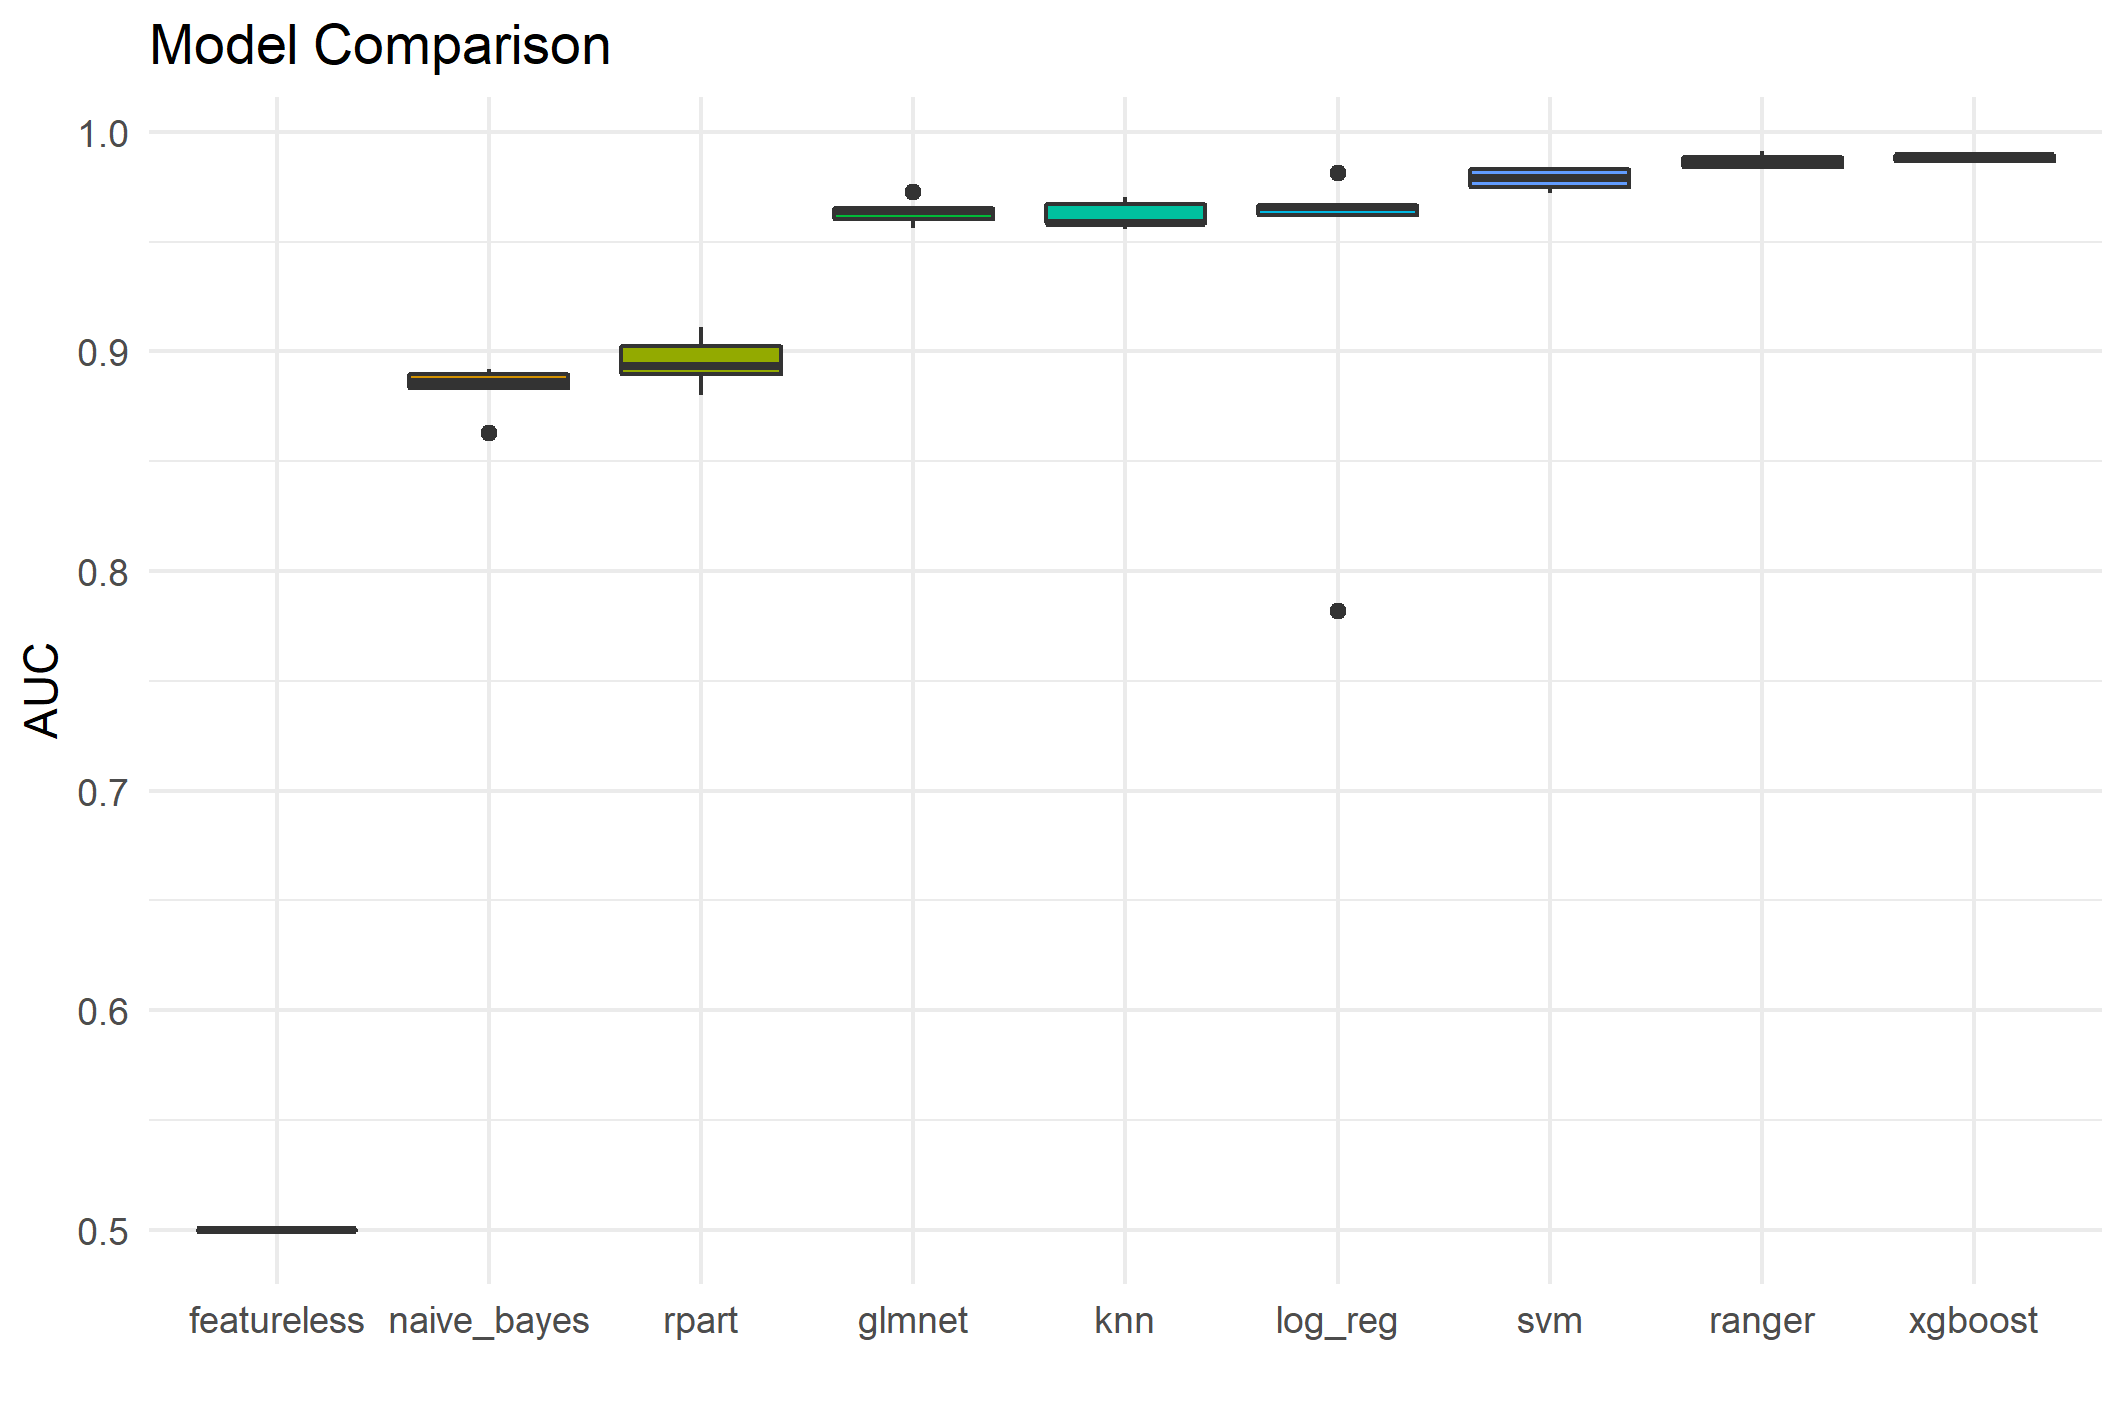 Model Comparison
1.0
0.9
0.8
0.7
0.6
0.5
AUC
featureless naive_bayes rpart glmnet knn log_reg svm ranger xgboost